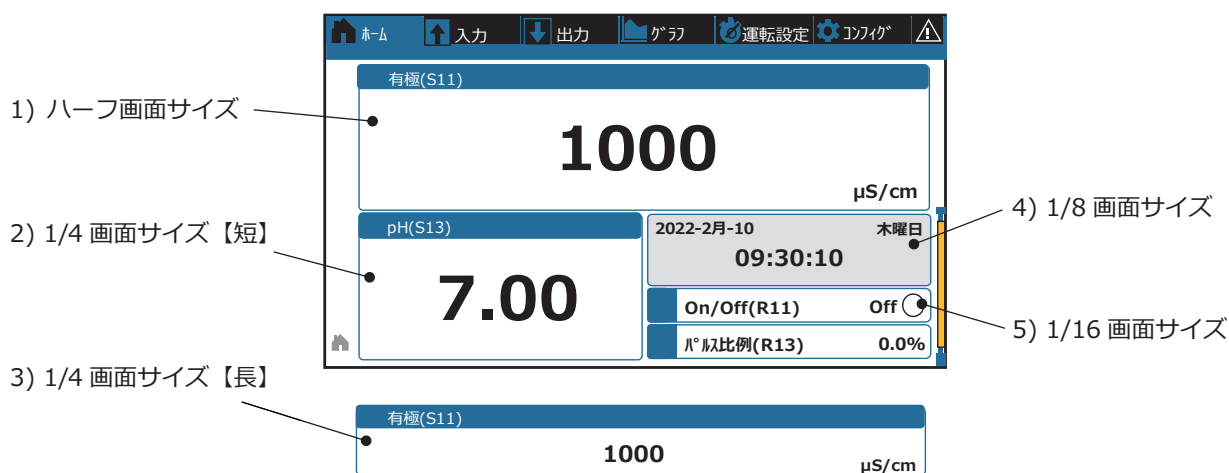 ﾎｰﾑ 入力 出力 ｸﾞﾗﾌ 運転設定 ｺﾝﾌｨｸﾞ
有極(S11)
1) ハーフ画面サイズ
1000
μS/cm
4) 1/8 画面サイズ
2) 1/4 画面サイズ【短】
pH(S13)
2022-2月-10 木曜日
09:30:10
7.00
On/Off(R11) Off
5) 1/16 画面サイズ
ﾊﾟﾙｽ比例(R13) 0.0%
3) 1/4 画面サイズ【長】
有極(S11)
1000
μS/cm